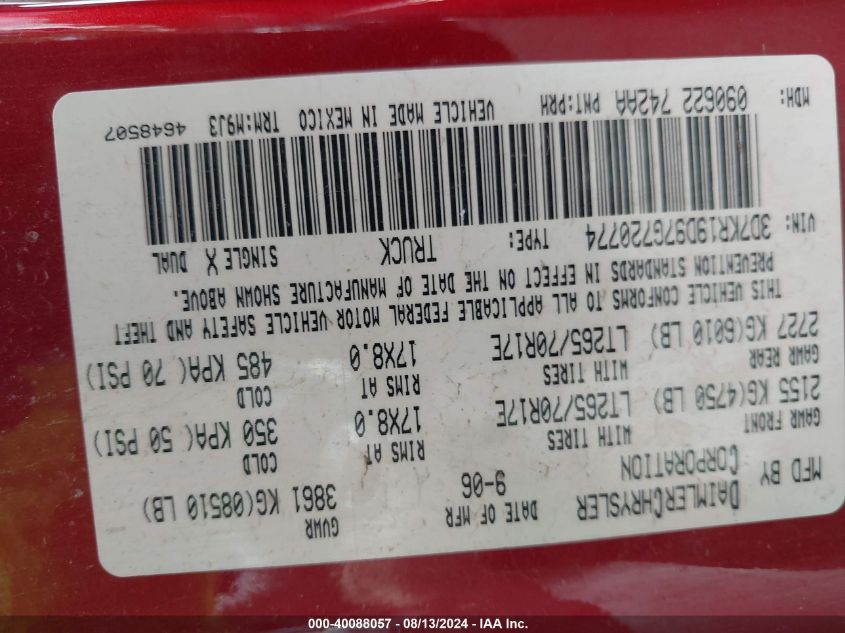 MFD BY DAIMLERCHRYSLER CORPORATION DATE OF MFR 9-06 GVWR 3861 KG(08510 LB)
GAWR FRONT 2155 KG(4750 LB) WITH TIRES LT265/70R17E RIMS AT 17X8.0 COLD 350 KPA( 50 PSI)
GAWR REAR 2727 KG(6010 LB) WITH TIRES LT265/70R17E RIMS AT 17X8.0 COLD 485 KPA( 70 PSI)
THIS VEHICLE CONFORMS TO ALL APPLICABLE FEDERAL MOTOR VEHICLE SAFETY AND THEFT
PREVENTION STANDARDS IN EFFECT ON THE DATE OF MANUFACTURE SHOWN ABOVE.
VIN: 3D7KR19D97G720774 TYPE: TRUCK SINGLE X DUAL
MDH: 090622 742AA PNT:PRH VEHICLE MADE IN MEXICO TRM:M9J3 4648507
000-40088057 - 08/13/2024 - IAA Inc.